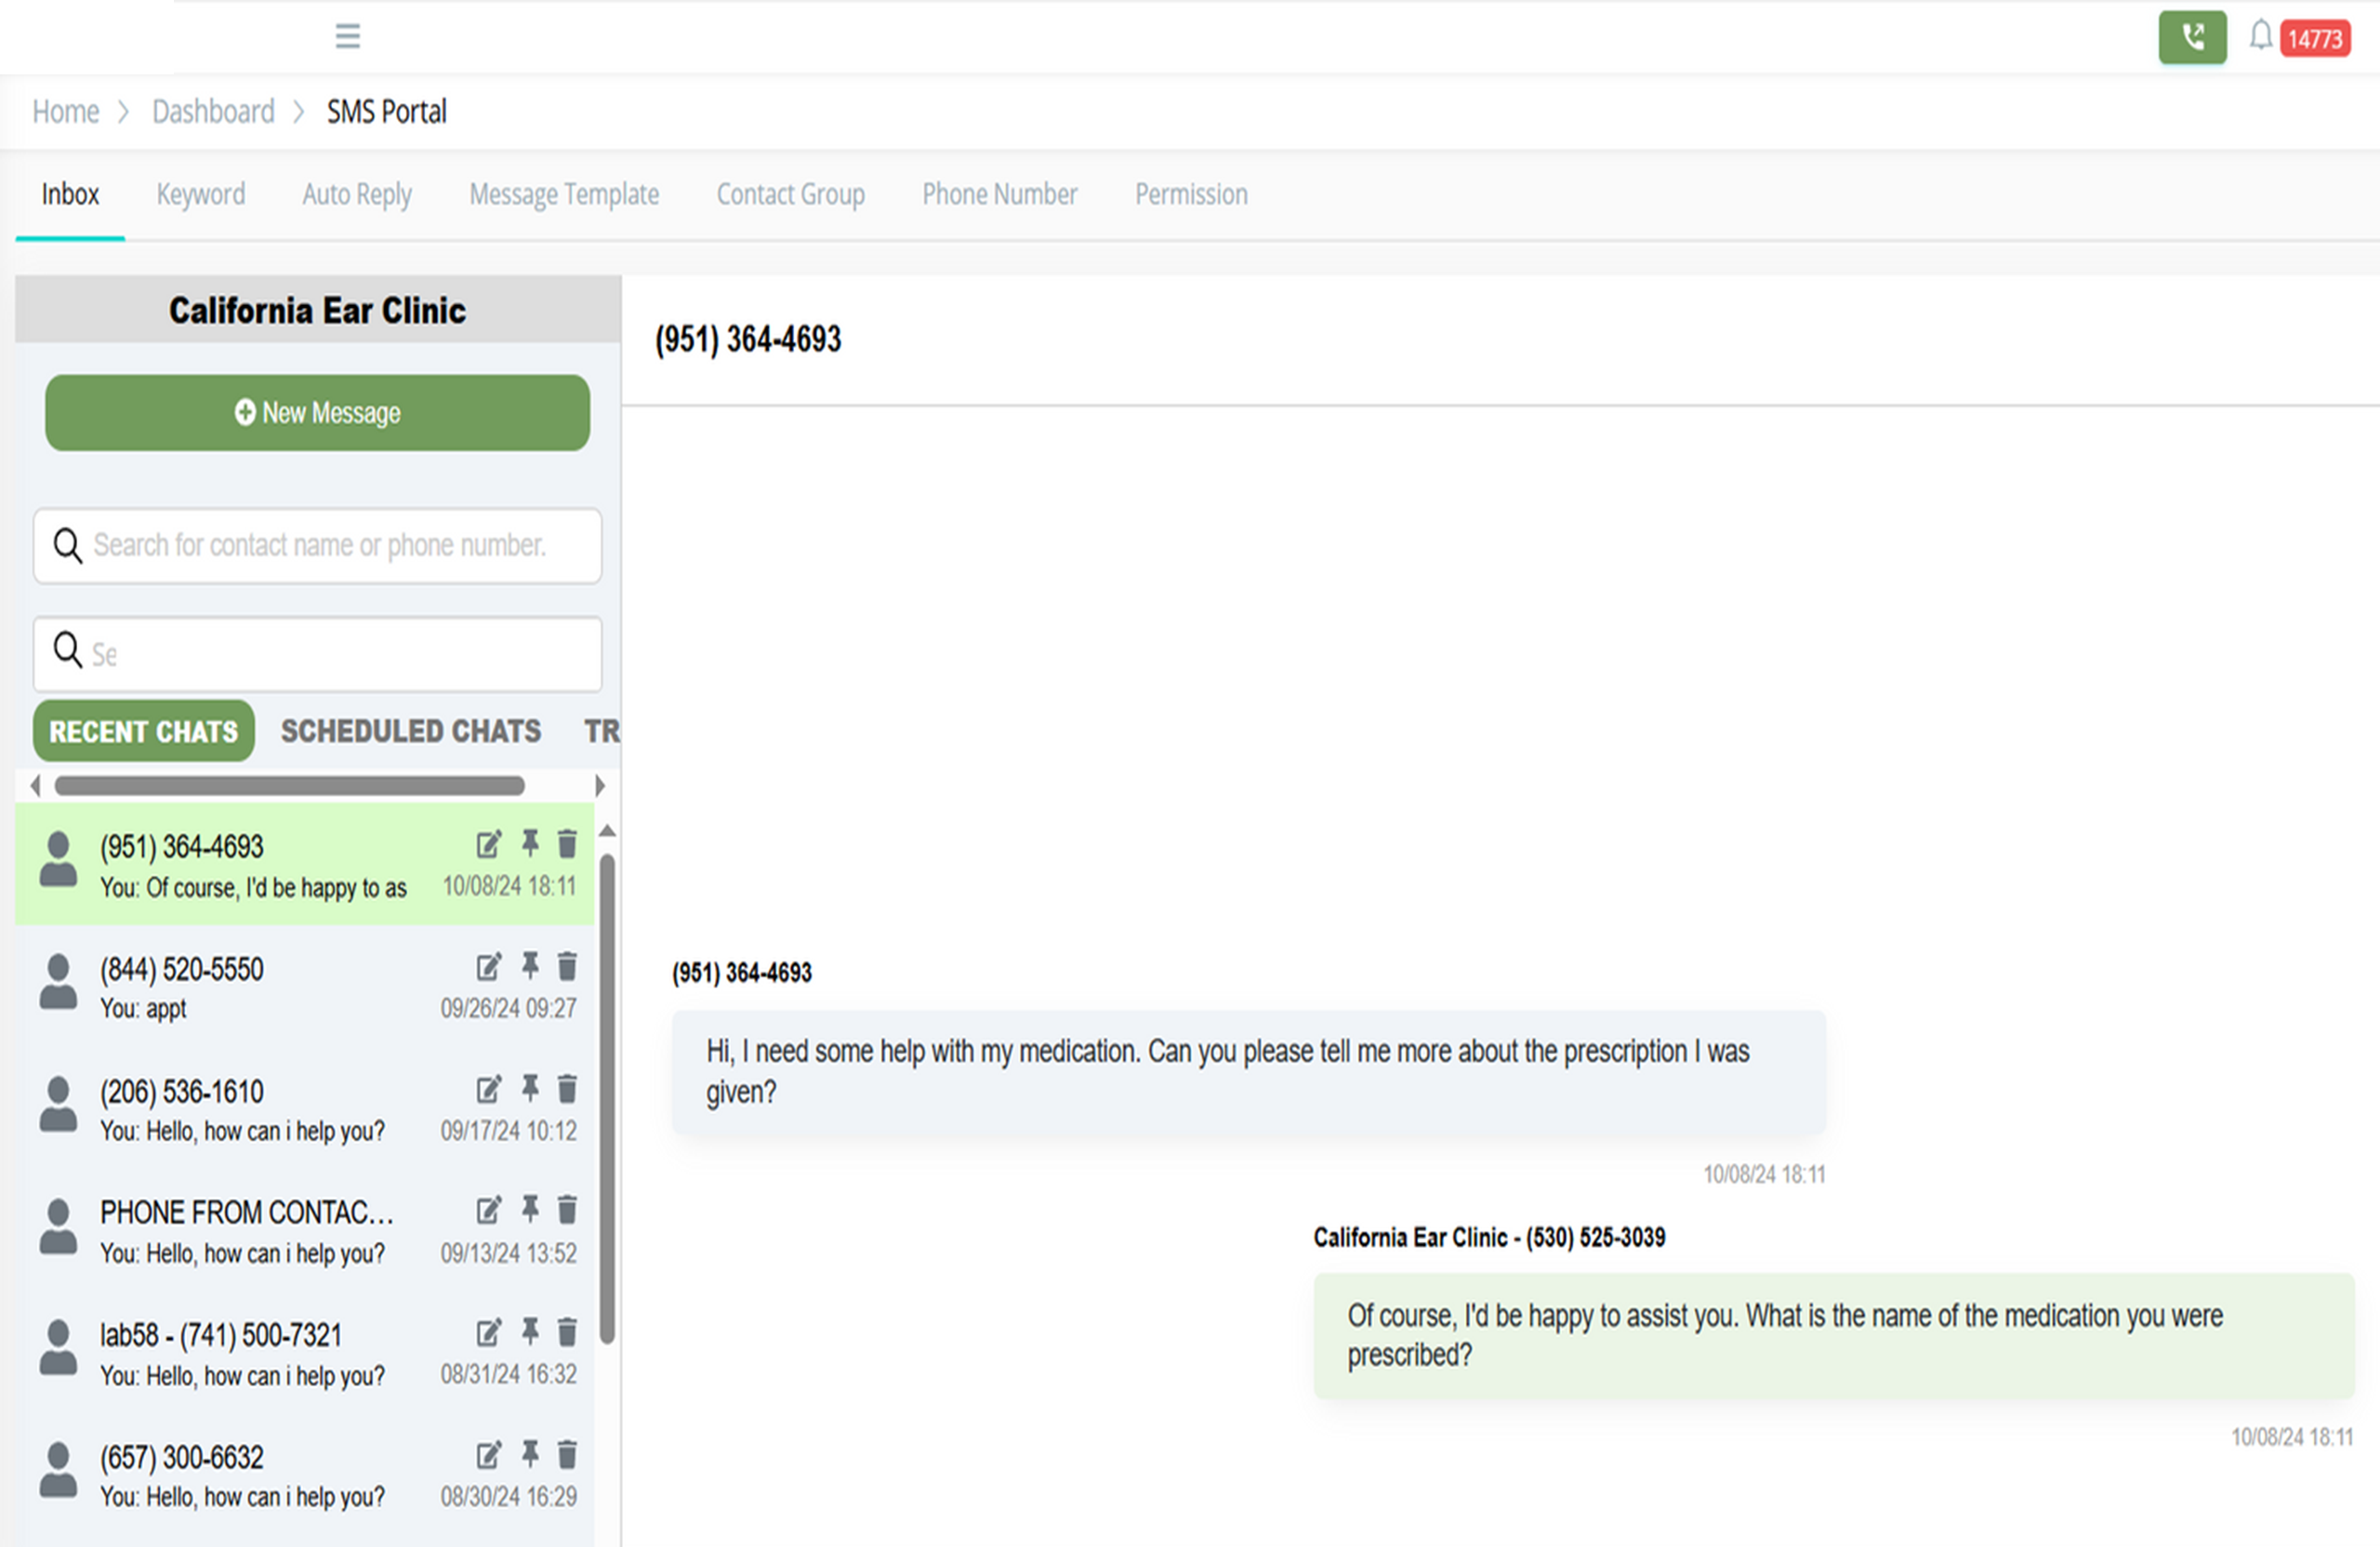 14773
Home > Dashboard > SMS Portal
Inbox Keyword Auto Reply Message Template Contact Group Phone Number Permission
California Ear Clinic
New Message
Search for contact name or phone number.
Se
RECENT CHATS SCHEDULED CHATS TR
(951) 364-4693
You: Of course, I'd be happy to as 10/08/24 18:11
(844) 520-5550
You: appt 09/26/24 09:27
(206) 536-1610
You: Hello, how can i help you? 09/17/24 10:12
PHONE FROM CONTAC...
You: Hello, how can i help you? 09/13/24 13:52
lab58 - (741) 500-7321
You: Hello, how can i help you? 08/31/24 16:32
(657) 300-6632
You: Hello, how can i help you? 08/30/24 16:29
(951) 364-4693
(951) 364-4693
Hi, I need some help with my medication. Can you please tell me more about the prescription I was
given?
10/08/24 18:11
California Ear Clinic - (530) 525-3039
Of course, I'd be happy to assist you. What is the name of the medication you were
prescribed?
10/08/24 18:11